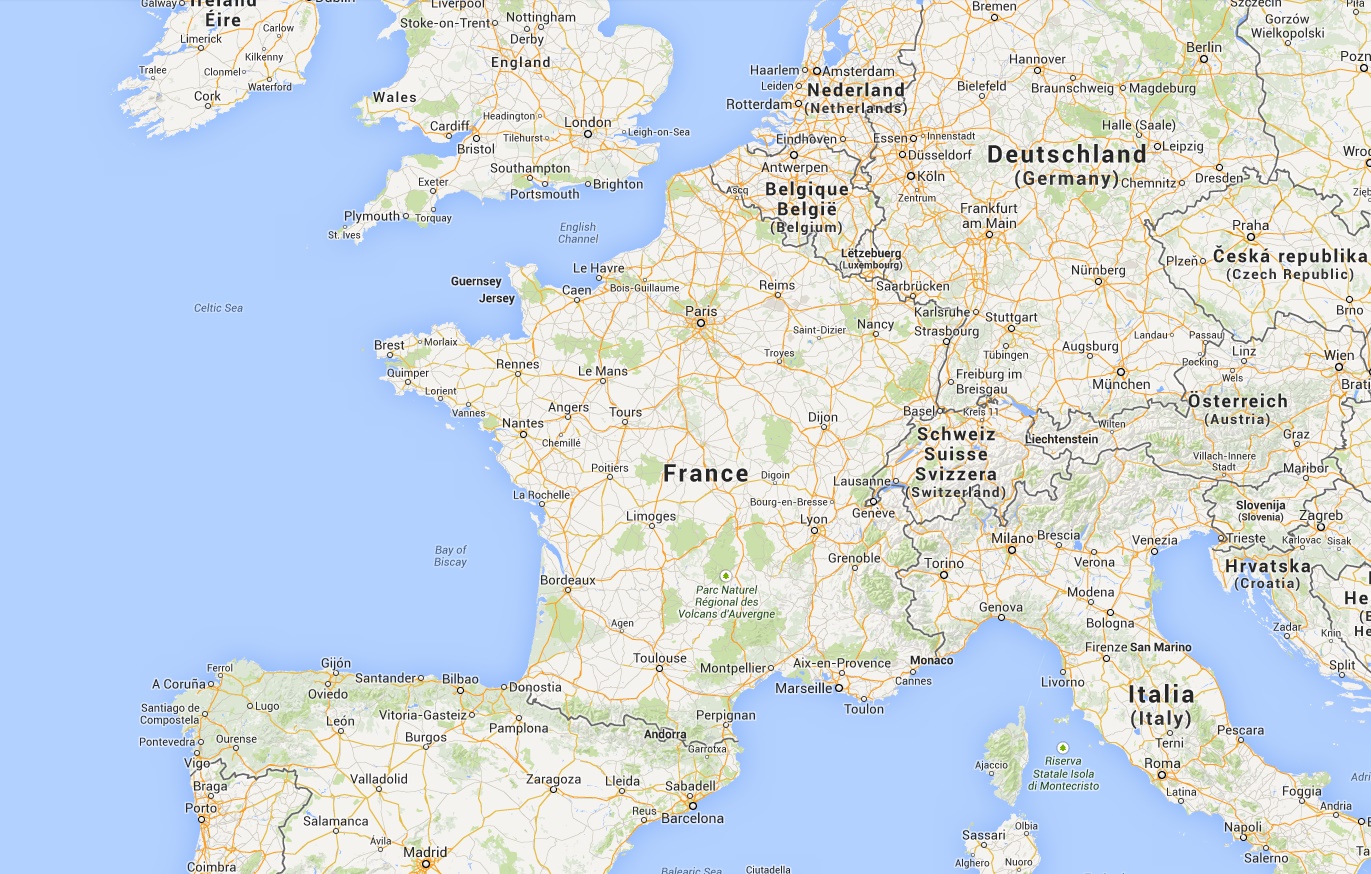 Galway
Ireland
Éire
Limerick
Carlow
Kilkenny
Tralee
Clonmel
Waterford
Cork
Dublin
Liverpool
Stoke-on-Trent
Nottingham
Derby
England
Wales
Cardiff
Headington
London
Tilehurst
Leigh-on-Sea
Bristol
Southampton
Exeter
Portsmouth
Brighton
Plymouth
Torquay
St. Ives
English
Channel
Celtic Sea
Guernsey
Jersey
Haarlem
Amsterdam
Leiden
Nederland
(Netherlands)
Rotterdam
Eindhoven
Antwerpen
Ascq
Belgique
België
(Belgium)
Lëtzebuerg
(Luxembourg)
Bremen
Hannover
Berlin
Bielefeld
Braunschweig
Magdeburg
Essen
Innenstadt
Halle (Saale)
Düsseldorf
Leipzig
Deutschland
(Germany)
Köln
Zentrum
Chemnitz
Dresden
Frankfurt
am Main
Nürnberg
Saarbrücken
Karlsruhe
Stuttgart
Tübingen
Augsburg
Landau
Passau
Pocking
München
Freiburg im
Breisgau
Szczecin
Gorzów
Wielkopolski
Praha
Plzeň
Česká republika
(Czech Republic)
Brno
Linz
Wels
Wien
Österreich
(Austria)
Graz
Villach-Innere
Stadt
Wilten
Liechtenstein
Le Havre
Caen
Bois-Guillaume
Reims
Paris
Saint-Dizier
Nancy
Strasbourg
Troyes
Brest
Morlaix
Quimper
Rennes
Lorient
Vannes
Le Mans
Angers
Tours
Nantes
Chemillé
Dijon
Poitiers
France
Digoin
La Rochelle
Bourg-en-Bresse
Limoges
Lyon
Grenoble
Bay of
Biscay
Bordeaux
Parc Naturel
Régional des
Volcans d'Auvergne
Agen
Toulouse
Montpellier
Aix-en-Provence
Marseille
Toulon
Cannes
Monaco
Perpignan
Basel
Kreis 11
Schweiz
Suisse
Svizzera
(Switzerland)
Lausanne
Genève
Milano
Brescia
Torino
Verona
Venezia
Genova
Modena
Bologna
Firenze
San Marino
Livorno
Italia
(Italy)
Terni
Pescara
Roma
Latina
Foggia
Andria
Napoli
Salerno
Riserva
Statale Isola
di Montecristo
Ajaccio
Sassari
Olbia
Alghero
Nuoro
Maribor
Slovenija
(Slovenia)
Zagreb
Trieste
Karlovac
Sisak
Hrvatska
(Croatia)
Zadar
Knin
Split
Ferrol
A Coruña
Gijón
Santander
Bilbao
Donostia
Oviedo
Lugo
Santiago de
Compostela
León
Vitoria-Gasteiz
Pamplona
Pontevedra
Ourense
Burgos
Andorra
Garrotxa
Vigo
Braga
Valladolid
Zaragoza
Lleida
Sabadell
Porto
Reus
Barcelona
Salamanca
Ávila
Madrid
Coimbra
Balearic Sea
Ciutadella